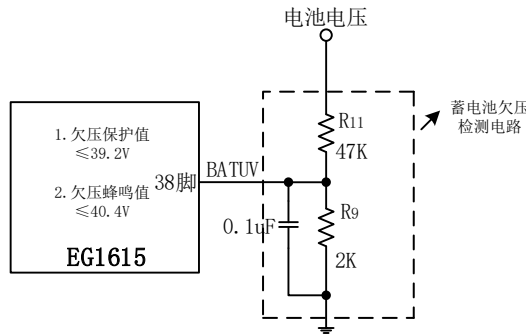 电池电压
R11
47K
蓄电池欠压
检测电路
1. 欠压保护值
≤39.2V
2. 欠压蜂鸣值
≤40.4V
38脚
BATUV
EG1615
0.1uF
R9
2K